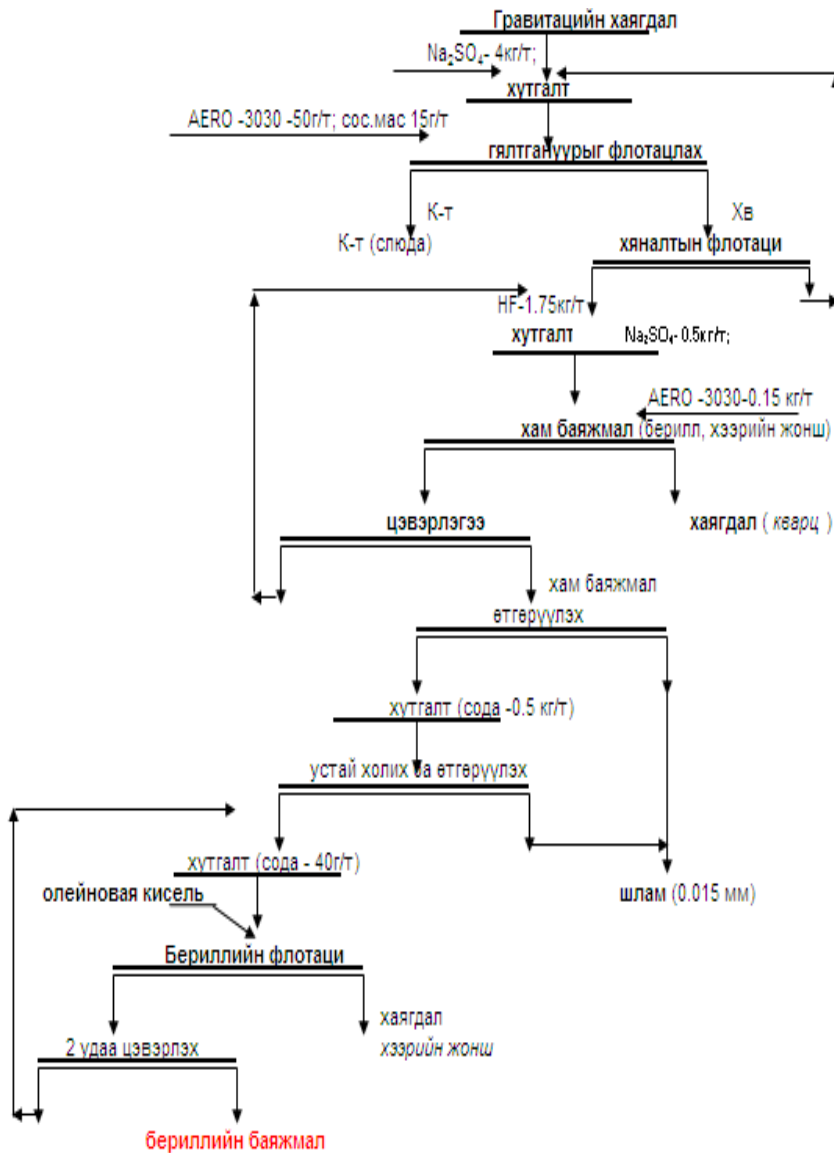 Гравитацийн хаягдал
Na₂SO₄- 4кг/т;
хутгалт
AERO -3030 -50г/т; сос.мас 15г/т
гялтгануурыг флотацлах
К-т
Хв
К-т (слюда)
хяналтын флотаци
HF-1.75кг/т
хутгалт
Na₂SO₄- 0.5кг/т;
AERO -3030-0.15 кг/т
хам баяжмал (берилл, хээрийн жонш)
цэвэрлэгээ
хаягдал ( кварц )
хам баяжмал
өтгөрүүлэх
хутгалт (сода -0.5 кг/т)
устай холих ба өтгөрүүлэх
хутгалт (сода - 40г/т)
олейновая кисель
шлам (0.015 мм)
Бериллийн флотаци
хаягдал
хээрийн жонш
2 удаа цэвэрлэх
бериллийн баяжмал